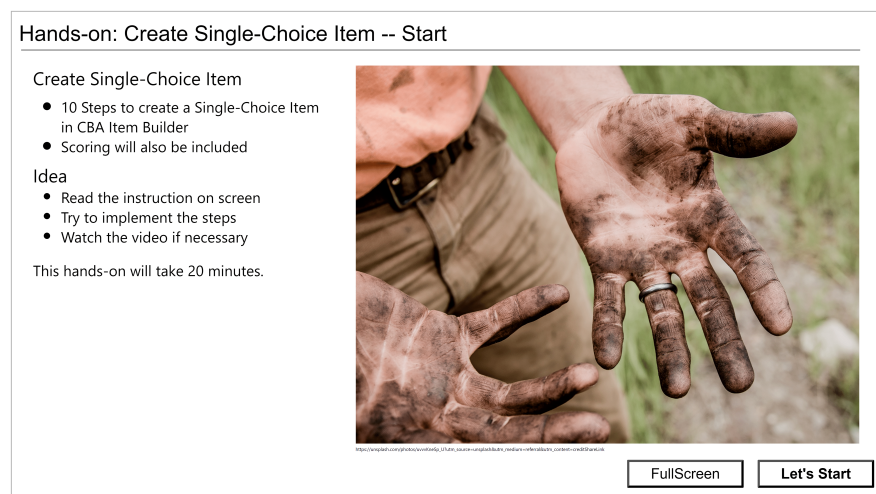 Hands-on: Create Single-Choice Item -- Start
Create Single-Choice Item
● 10 Steps to create a Single-Choice Item
in CBA Item Builder
● Scoring will also be included
Idea
● Read the instruction on screen
● Try to implement the steps
● Watch the video if necessary
This hands-on will take 20 minutes.
FullScreen
Let's Start